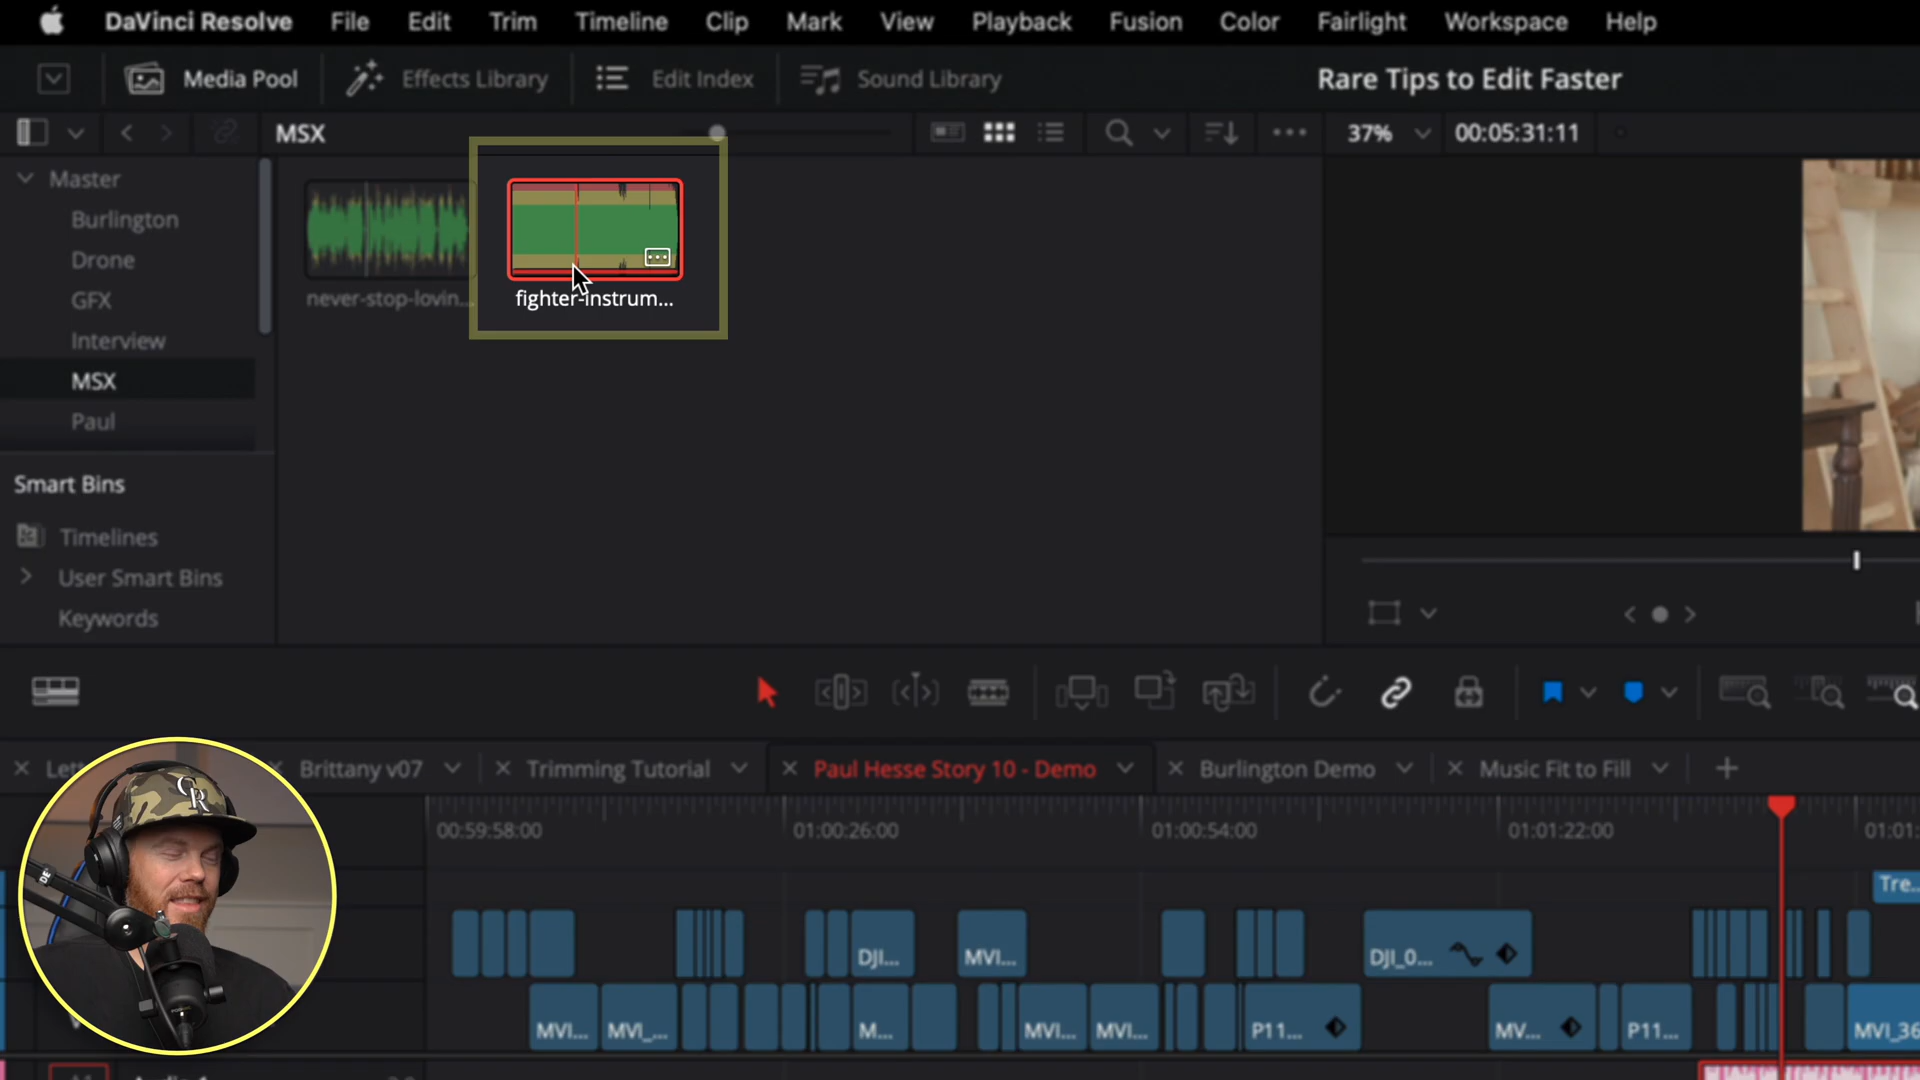 DaVinci Resolve File Edit Trim Timeline Clip Mark View Playback Fusion Color Fairlight Workspace Help
Media Pool Effects Library Edit Index Sound Library Rare Tips to Edit Faster
MSX 37% 00:05:31:11
Master
Burlington
Drone
GFX
Interview
MSX
Paul
never-stop-lovin...
fighter-instrum...
Smart Bins
Timelines
User Smart Bins
Keywords
Brittany v07 Trimming Tutorial Paul Hesse Story 10 - Demo Burlington Demo Music Fit to Fill
00:59:58:00 01:00:26:00 01:00:54:00 01:01:22:00 01:01:
Tre...
DJI... MVI... DJI_0...
MVI... MVI_... M... MVI... MVI... P11... MV... P11... MVI_36
CR
DE